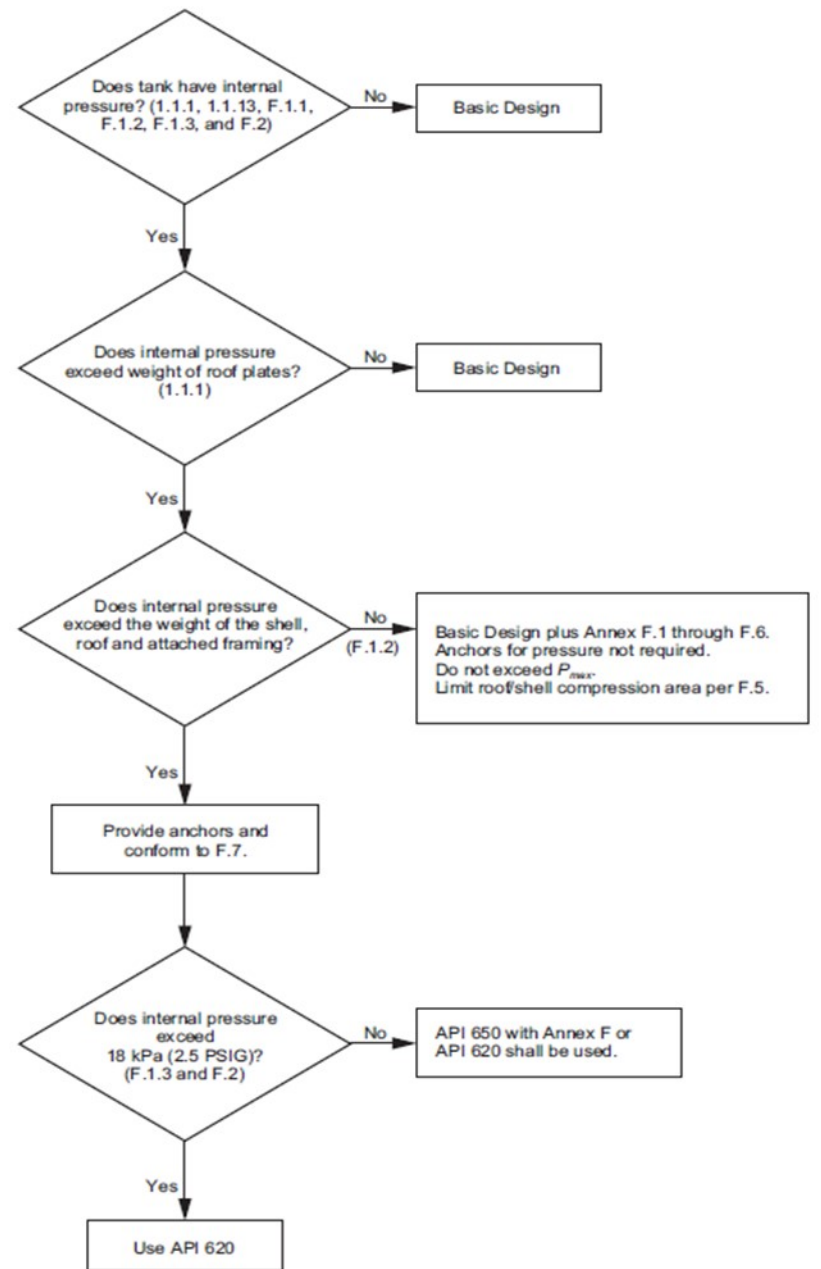 Does tank have internal
pressure? (1.1.1, 1.1.13, F.1.1,
F.1.2, F.1.3, and F.2)
No
Basic Design
Yes
Does internal pressure
exceed weight of roof plates?
(1.1.1)
No
Basic Design
Yes
Does internal pressure
exceed the weight of the shell,
roof and attached framing?
No
(F.1.2)
Basic Design plus Annex F.1 through F.6.
Anchors for pressure not required.
Do not exceed Pmax.
Limit roof/shell compression area per F.5.
Yes
Provide anchors and
conform to F.7.
Does internal pressure
exceed
18 kPa (2.5 PSIG)?
(F.1.3 and F.2)
No
API 650 with Annex F or
API 620 shall be used.
Yes
Use API 620